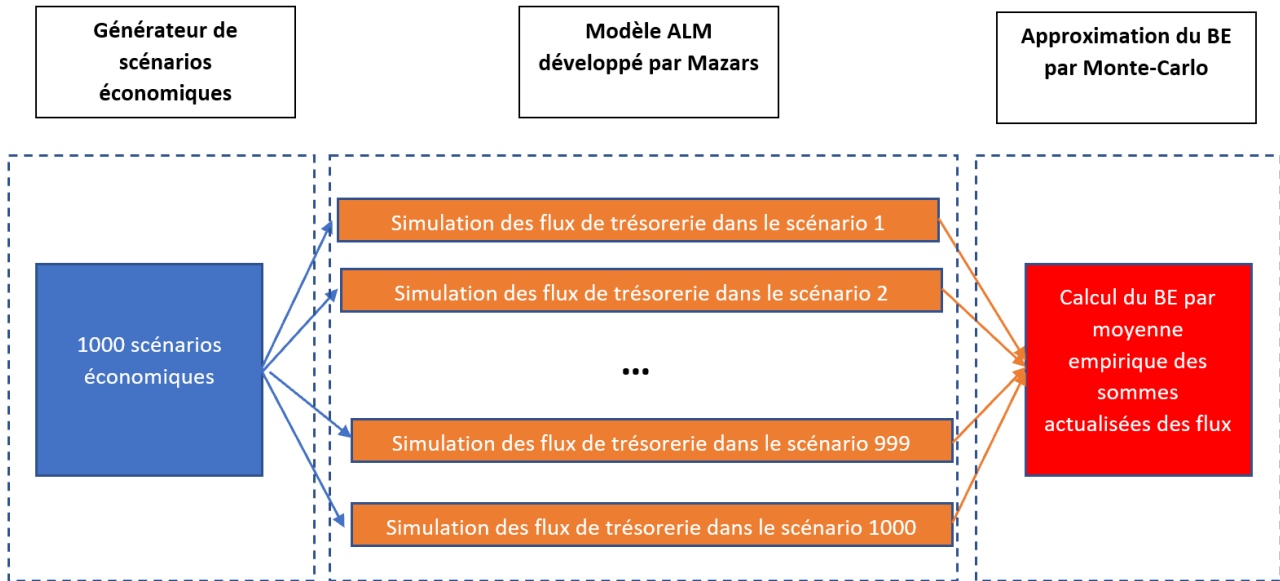 Générateur de
scénarios
économiques
Modèle ALM
développé par Mazars
Approximation du BE
par Monte-Carlo
1000 scénarios
économiques
Simulation des flux de trésorerie dans le scénario 1
Simulation des flux de trésorerie dans le scénario 2
...
Simulation des flux de trésorerie dans le scénario 999
Simulation des flux de trésorerie dans le scénario 1000
Calcul du BE par
moyenne
empirique des
sommes
actualisées des flux